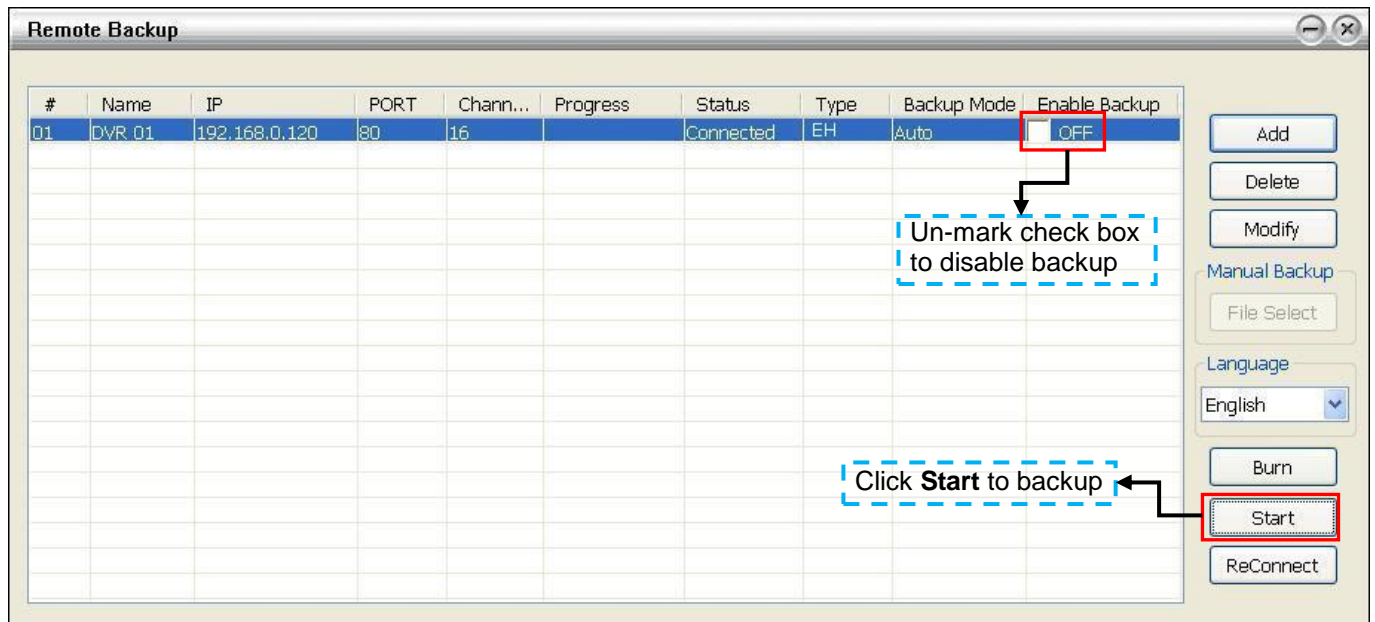 Remote Backup
# Name IP PORT Chann... Progress Status Type Backup Mode Enable Backup
01 DVR 01 192.168.0.120 80 16 Connected EH Auto OFF
Add
Delete
Modify
Un-mark check box
to disable backup
Manual Backup
File Select
Language
English
Burn
Click Start to backup
Start
ReConnect